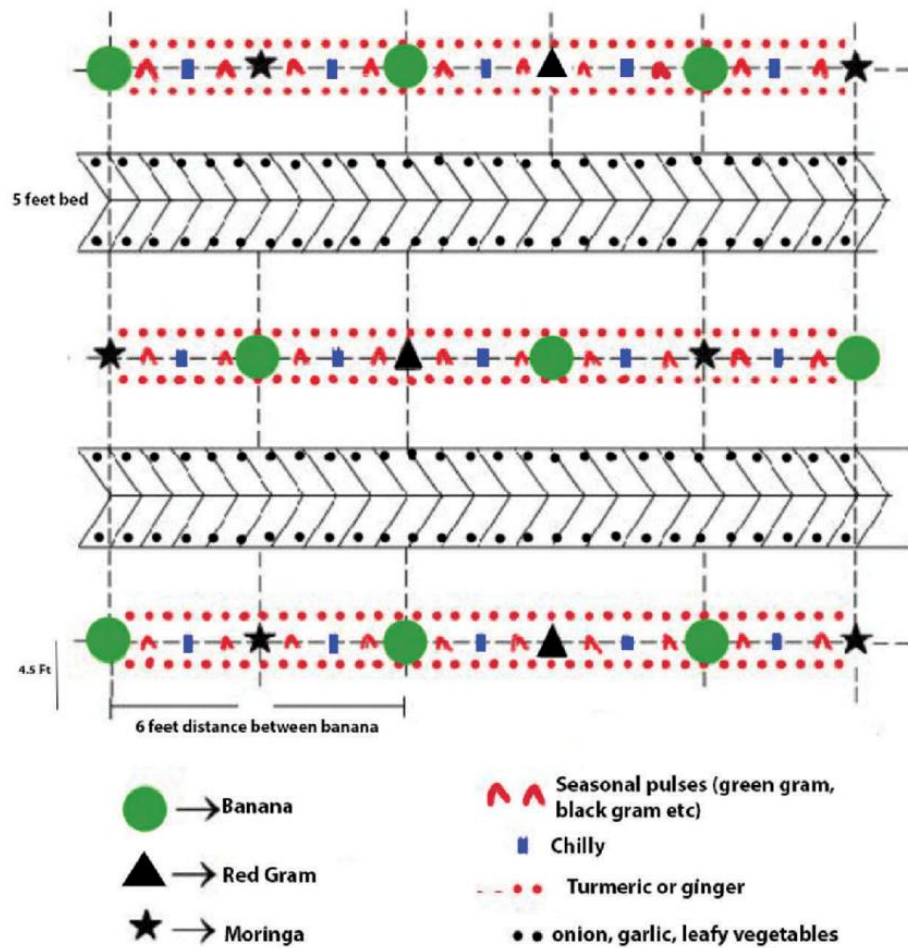 5 feet bed
4.5 Ft
6 feet distance between banana
Banana
Red Gram
Moringa
Seasonal pulses (green gram,
black gram etc)
Chilly
Turmeric or ginger
onion, garlic, leafy vegetables